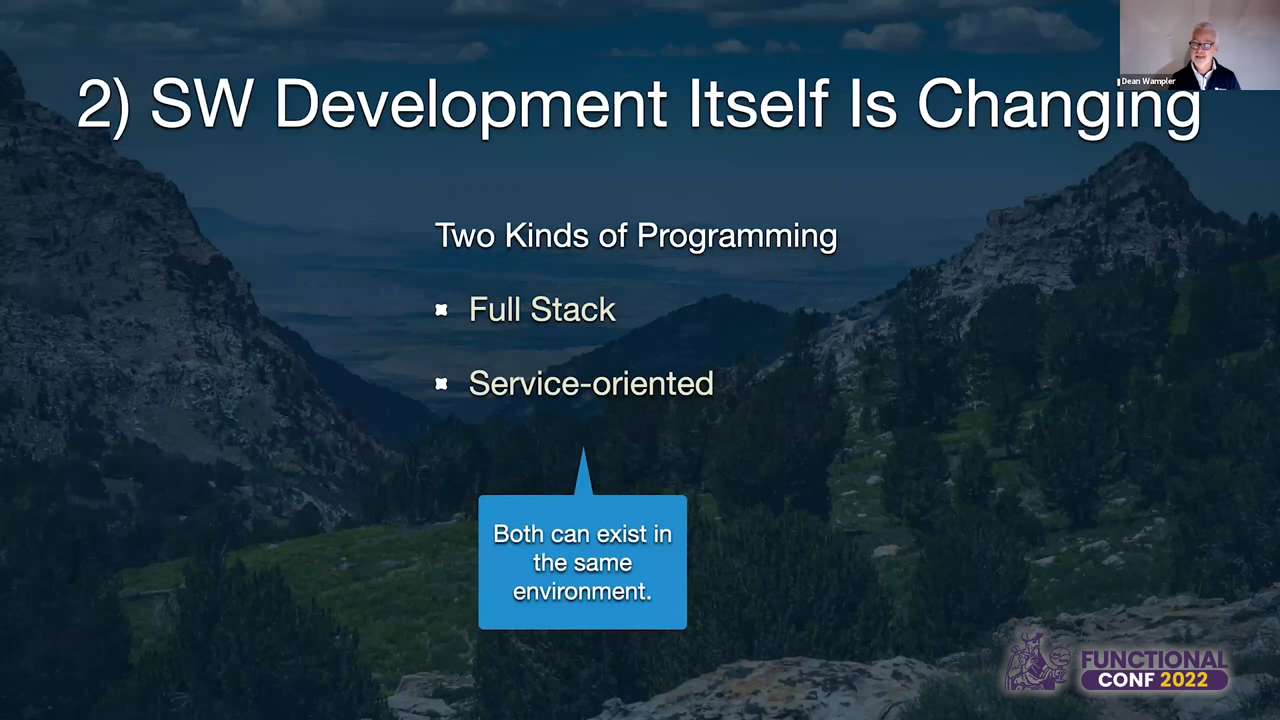 Dean Wampler
2) SW Development Itself Is Changing
Two Kinds of Programming
Full Stack
Service-oriented
Both can exist in
the same
environment.
FUNCTIONAL
CONF 2022